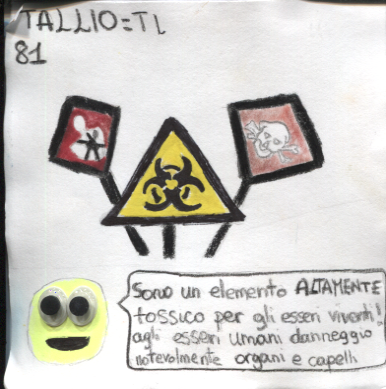 TALLIO=Tl
81
Sono un elemento ALTAMENTE
tossico per gli esseri viventi!
agli esseri umani danneggio
notevolmente organi e capelli